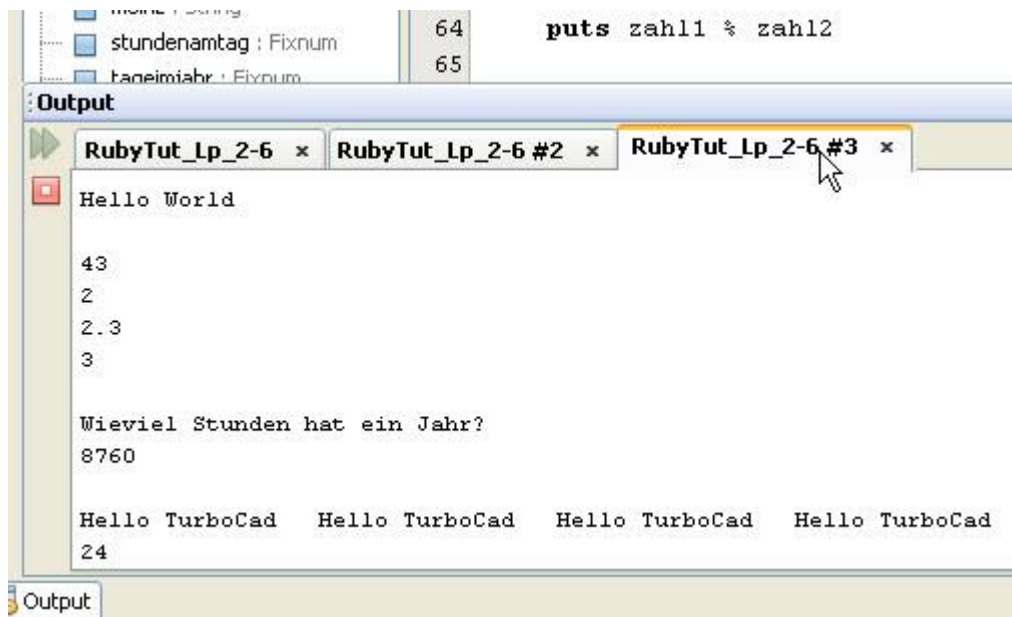 stundenamtag : Fixnum
tageimjahr : Fixnum
64 puts zahl1 % zahl2
65
Output
RubyTut_Lp_2-6 × RubyTut_Lp_2-6 #2 × RubyTut_Lp_2-6 #3 ×
Hello World
43
2
2.3
3
Wieviel Stunden hat ein Jahr?
8760
Hello TurboCad Hello TurboCad Hello TurboCad Hello TurboCad
24
Output